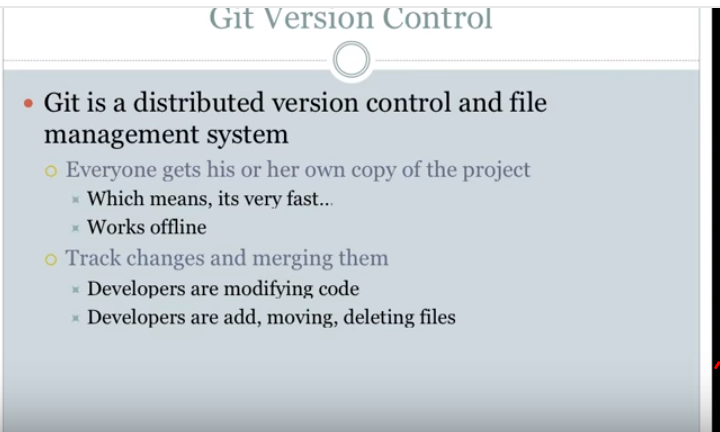 Git Version Control
Git is a distributed version control and file
management system
Everyone gets his or her own copy of the project
Which means, its very fast...
Works offline
Track changes and merging them
Developers are modifying code
Developers are add, moving, deleting files